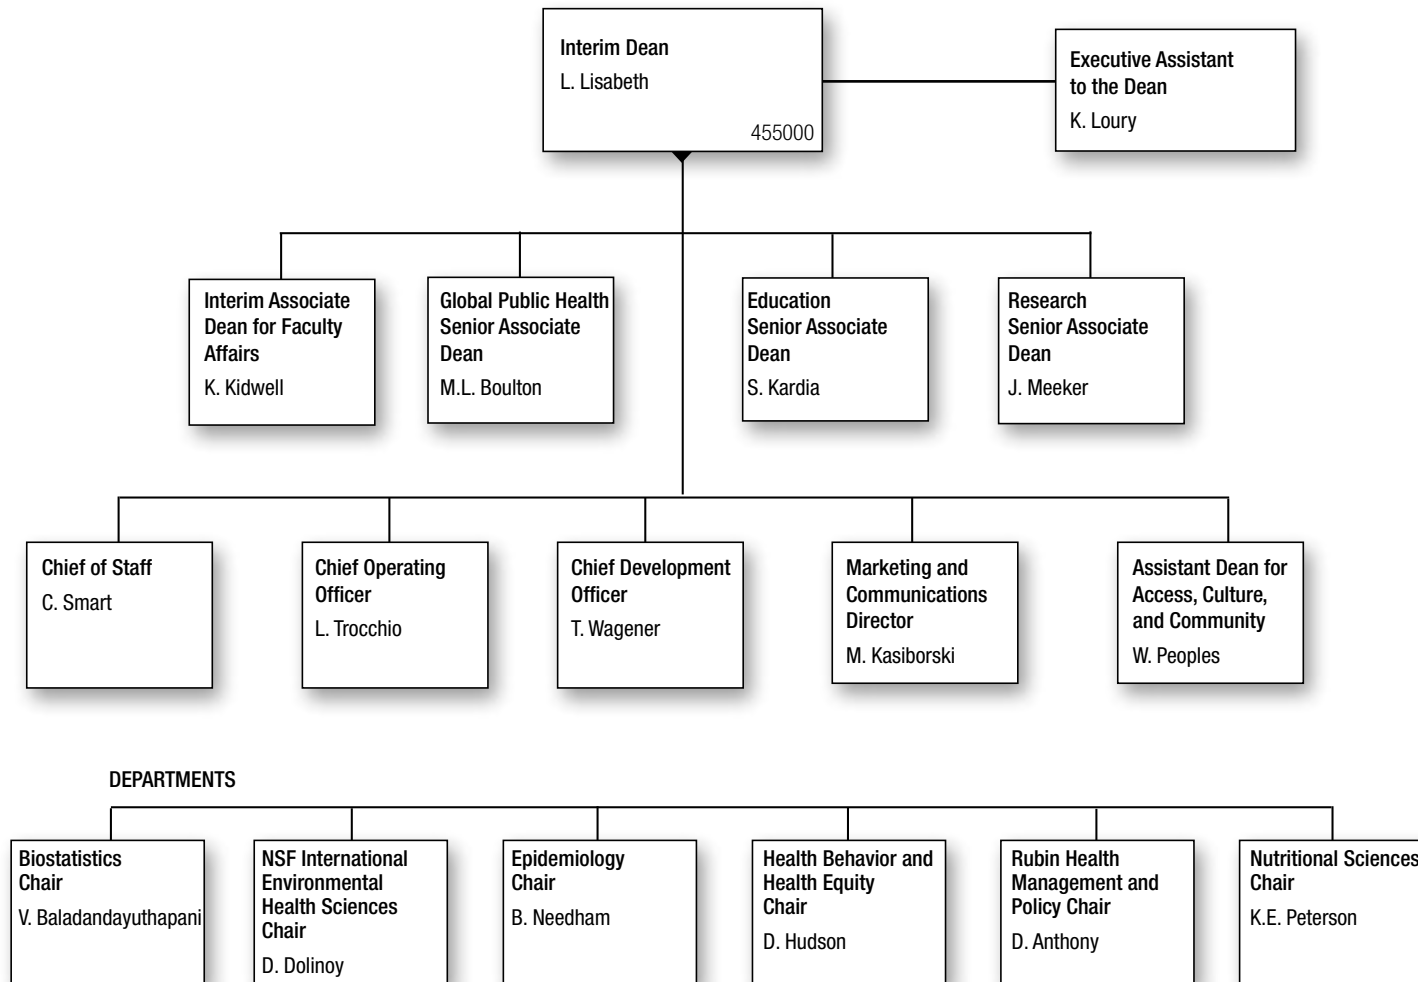 Interim Dean
L. Lisabeth
455000
Executive Assistant
to the Dean
K. Loury
Interim Associate
Dean for Faculty
Affairs
K. Kidwell
Global Public Health
Senior Associate
Dean
M.L. Boulton
Education
Senior Associate
Dean
S. Kardia
Research
Senior Associate
Dean
J. Meeker
Chief of Staff
C. Smart
Chief Operating
Officer
L. Trocchio
Chief Development
Officer
T. Wagener
Marketing and
Communications
Director
M. Kasiborski
Assistant Dean for
Access, Culture,
and Community
W. Peoples
DEPARTMENTS
Biostatistics
Chair
V. Baladandayuthapani
NSF International
Environmental
Health Sciences
Chair
D. Dolinoy
Epidemiology
Chair
B. Needham
Health Behavior and
Health Equity
Chair
D. Hudson
Rubin Health
Management and
Policy Chair
D. Anthony
Nutritional Sciences
Chair
K.E. Peterson